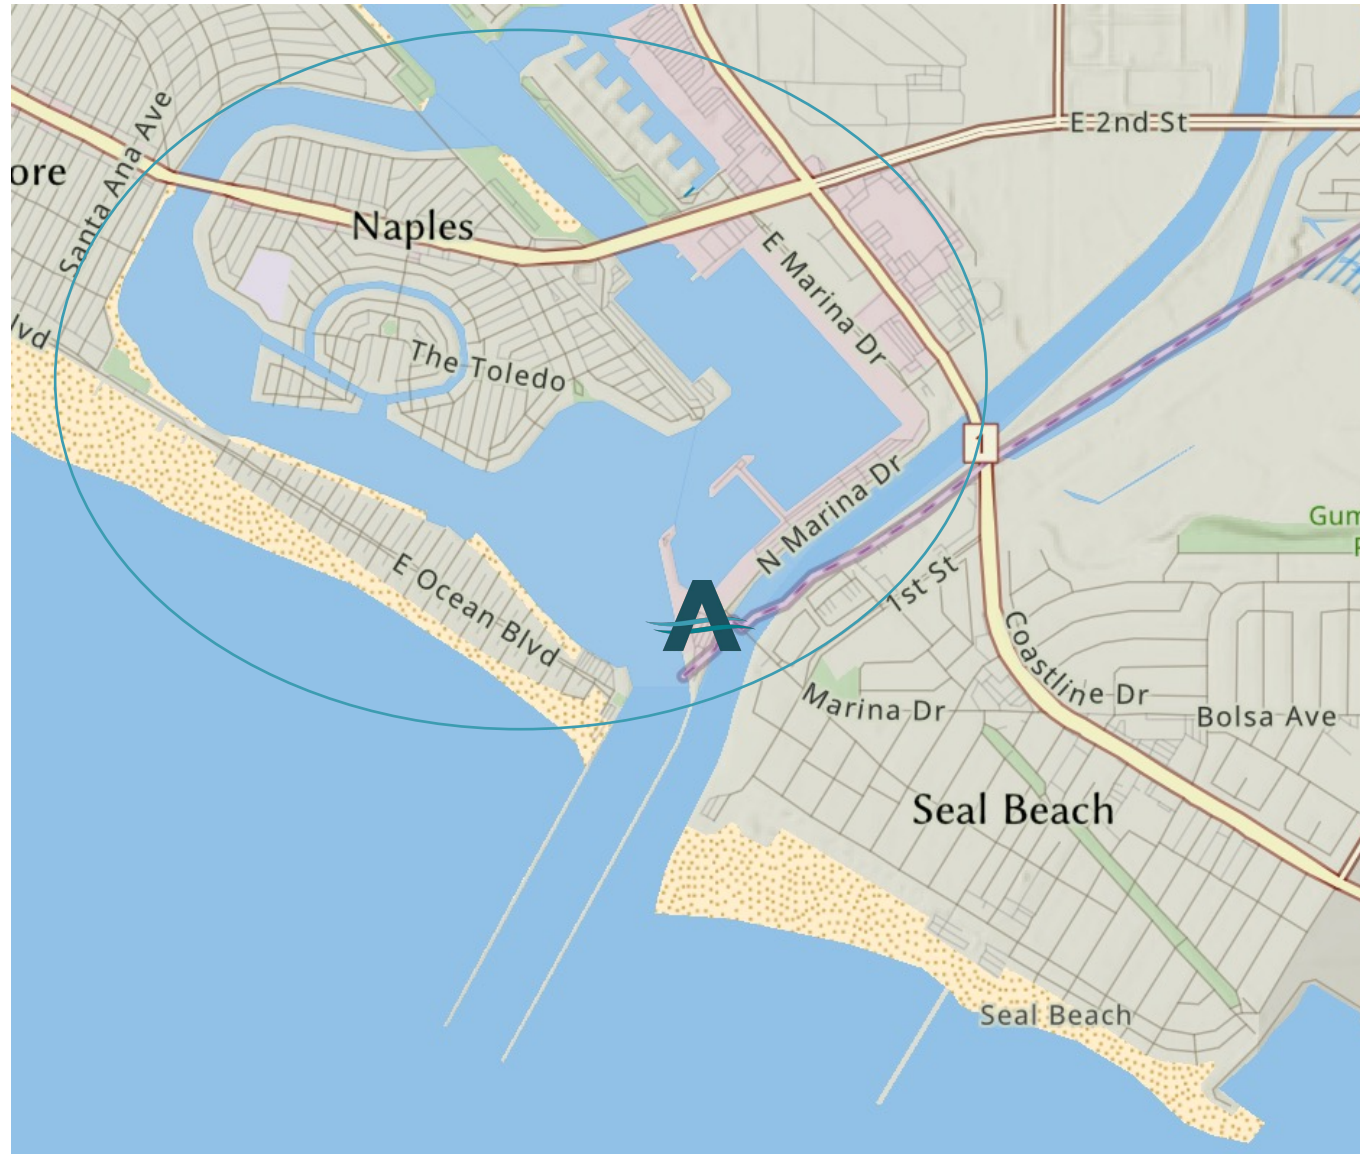 E 2nd St
Santa Ana Ave
ore
Naples
E Marina Dr
lvd
The Toledo
1
N Marina Dr
Gum
P
E Ocean Blvd
1st St
A
Coastline Dr
Marina Dr
Bolsa Ave
Seal Beach
Seal Beach